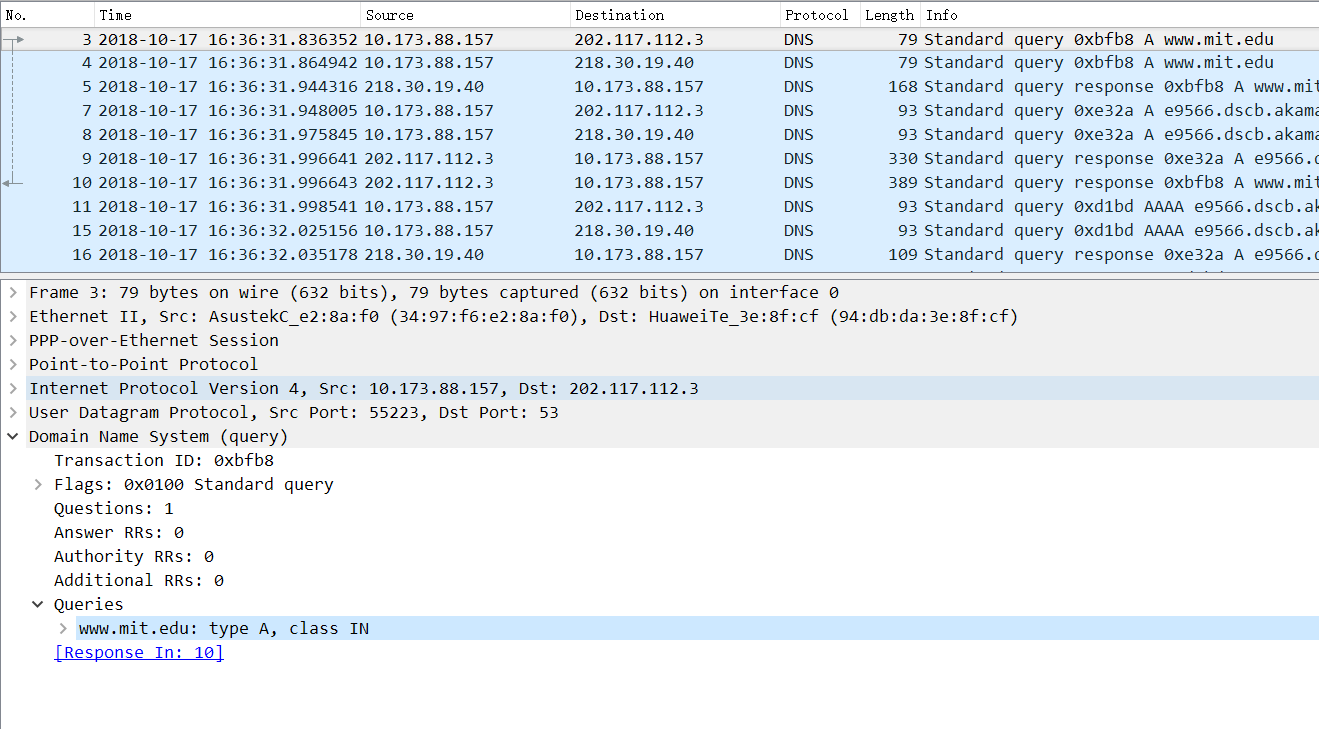 No. Time Source Destination Protocol Length Info
3 2018-10-17 16:36:31.836352 10.173.88.157 202.117.112.3 DNS 79 Standard query 0xbfb8 A www.mit.edu
4 2018-10-17 16:36:31.864942 10.173.88.157 218.30.19.40 DNS 79 Standard query 0xbfb8 A www.mit.edu
5 2018-10-17 16:36:31.944316 218.30.19.40 10.173.88.157 DNS 168 Standard query response 0xbfb8 A www.mit
7 2018-10-17 16:36:31.948005 10.173.88.157 202.117.112.3 DNS 93 Standard query 0xe32a A e9566.dscb.akama
8 2018-10-17 16:36:31.975845 10.173.88.157 218.30.19.40 DNS 93 Standard query 0xe32a A e9566.dscb.akama
9 2018-10-17 16:36:31.996641 202.117.112.3 10.173.88.157 DNS 330 Standard query response 0xe32a A e9566.d
10 2018-10-17 16:36:31.996643 202.117.112.3 10.173.88.157 DNS 389 Standard query response 0xbfb8 A www.mit
11 2018-10-17 16:36:31.998541 10.173.88.157 202.117.112.3 DNS 93 Standard query 0xd1bd AAAA e9566.dscb.ak
15 2018-10-17 16:36:32.025156 10.173.88.157 218.30.19.40 DNS 93 Standard query 0xd1bd AAAA e9566.dscb.ak
16 2018-10-17 16:36:32.035178 218.30.19.40 10.173.88.157 DNS 109 Standard query response 0xe32a A e9566.d
Frame 3: 79 bytes on wire (632 bits), 79 bytes captured (632 bits) on interface 0
Ethernet II, Src: AsustekC_e2:8a:f0 (34:97:f6:e2:8a:f0), Dst: HuaweiTe_3e:8f:cf (94:db:da:3e:8f:cf)
PPP-over-Ethernet Session
Point-to-Point Protocol
Internet Protocol Version 4, Src: 10.173.88.157, Dst: 202.117.112.3
User Datagram Protocol, Src Port: 55223, Dst Port: 53
Domain Name System (query)
Transaction ID: 0xbfb8
Flags: 0x0100 Standard query
Questions: 1
Answer RRs: 0
Authority RRs: 0
Additional RRs: 0
Queries
www.mit.edu: type A, class IN
[Response In: 10]